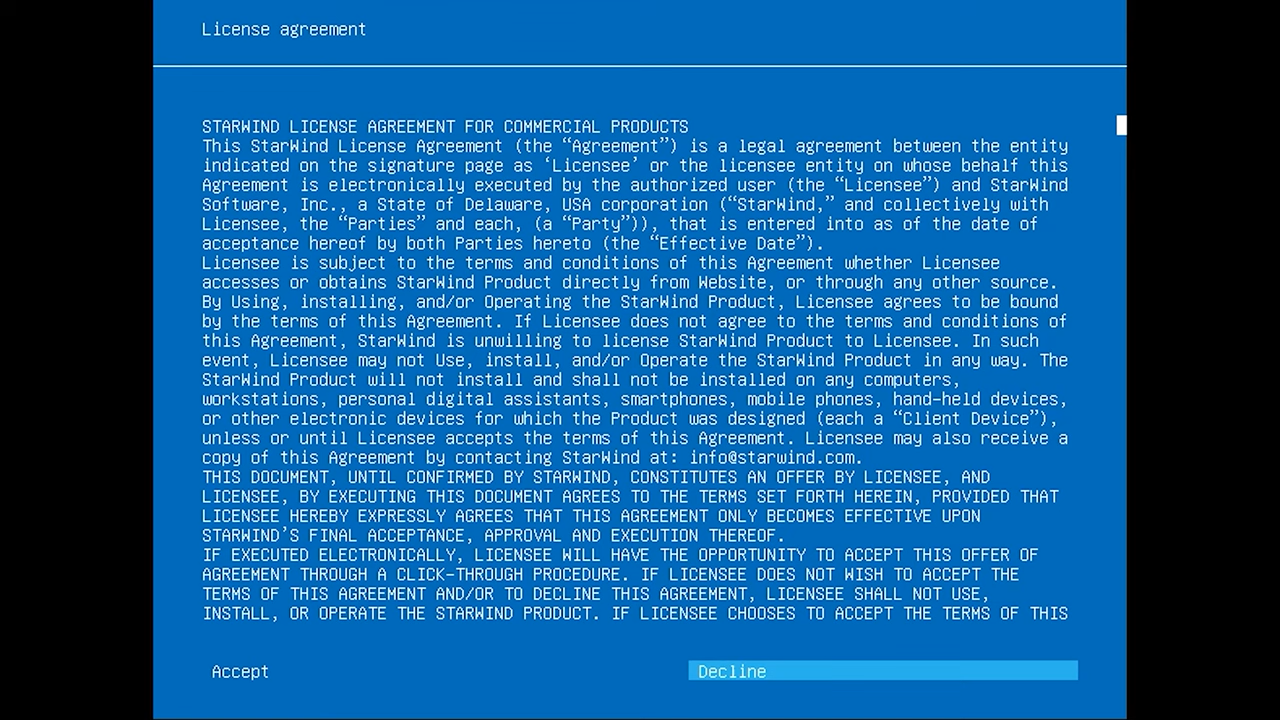 License agreement
STARWIND LICENSE AGREEMENT FOR COMMERCIAL PRODUCTS
This StarWind License Agreement (the “Agreement”) is a legal agreement between the entity
indicated on the signature page as ‘Licensee’ or the licensee entity on whose behalf this
Agreement is electronically executed by the authorized user (the “Licensee”) and StarWind
Software, Inc., a State of Delaware, USA corporation (“StarWind,” and collectively with
Licensee, the “Parties” and each, (a “Party”)), that is entered into as of the date of
acceptance hereof by both Parties hereto (the “Effective Date”).
Licensee is subject to the terms and conditions of this Agreement whether Licensee
accesses or obtains StarWind Product directly from Website, or through any other source.
By Using, installing, and/or Operating the StarWind Product, Licensee agrees to be bound
by the terms of this Agreement. If Licensee does not agree to the terms and conditions of
this Agreement, StarWind is unwilling to license StarWind Product to Licensee. In such
event, Licensee may not Use, install, and/or Operate the StarWind Product in any way. The
StarWind Product will not install and shall not be installed on any computers,
workstations, personal digital assistants, smartphones, mobile phones, hand-held devices,
or other electronic devices for which the Product was designed (each a “Client Device”),
unless or until Licensee accepts the terms of this Agreement. Licensee may also receive a
copy of this Agreement by contacting StarWind at: info@starwind.com.
THIS DOCUMENT, UNTIL CONFIRMED BY STARWIND, CONSTITUTES AN OFFER BY LICENSEE, AND
LICENSEE, BY EXECUTING THIS DOCUMENT AGREES TO THE TERMS SET FORTH HEREIN, PROVIDED THAT
LICENSEE HEREBY EXPRESSLY AGREES THAT THIS AGREEMENT ONLY BECOMES EFFECTIVE UPON
STARWIND’S FINAL ACCEPTANCE, APPROVAL AND EXECUTION THEREOF.
IF EXECUTED ELECTRONICALLY, LICENSEE WILL HAVE THE OPPORTUNITY TO ACCEPT THIS OFFER OF
AGREEMENT THROUGH A CLICK-THROUGH PROCEDURE. IF LICENSEE DOES NOT WISH TO ACCEPT THE
TERMS OF THIS AGREEMENT AND/OR TO DECLINE THIS AGREEMENT, LICENSEE SHALL NOT USE,
INSTALL, OR OPERATE THE STARWIND PRODUCT. IF LICENSEE CHOOSES TO ACCEPT THE TERMS OF THIS
Accept
Decline